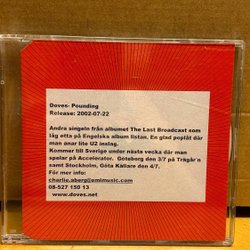 Doves- Pounding
Release: 2002-07-22
Andra singeln från albumet The Last Broadcast som
låg etta på Engelska album listan. En glad poplåt där
man anar lite U2 inslag.
Kommer till Sverige under nästa vecka där man
spelar på Accelerator. Göteborg den 3/7 på Trägår´n
samt Stockholm, Göta Källare den 4/7.
För mer info:
charlie.aberg@emimusic.com
08-527 150 13
www.doves.net